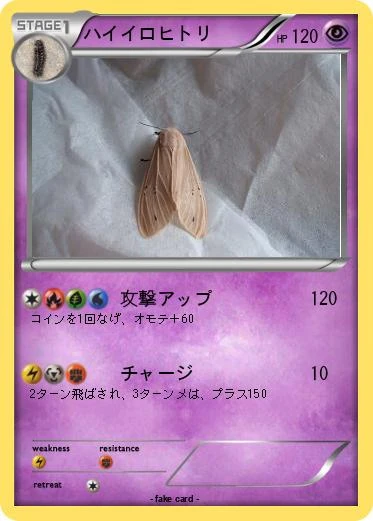 STAGE1
ハイイロヒトリ
HP 120
攻撃アップ 120
コインを1回なげ、オモテ+60
チャージ 10
2ターン飛ばされ、3ターンメは、プラス150
weakness resistance
retreat
- fake card -